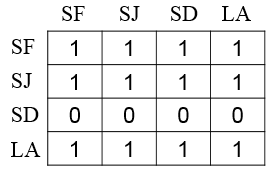 SF SJ SD LA
SF 1 1 1 1
SJ 1 1 1 1
SD 0 0 0 0
LA 1 1 1 1